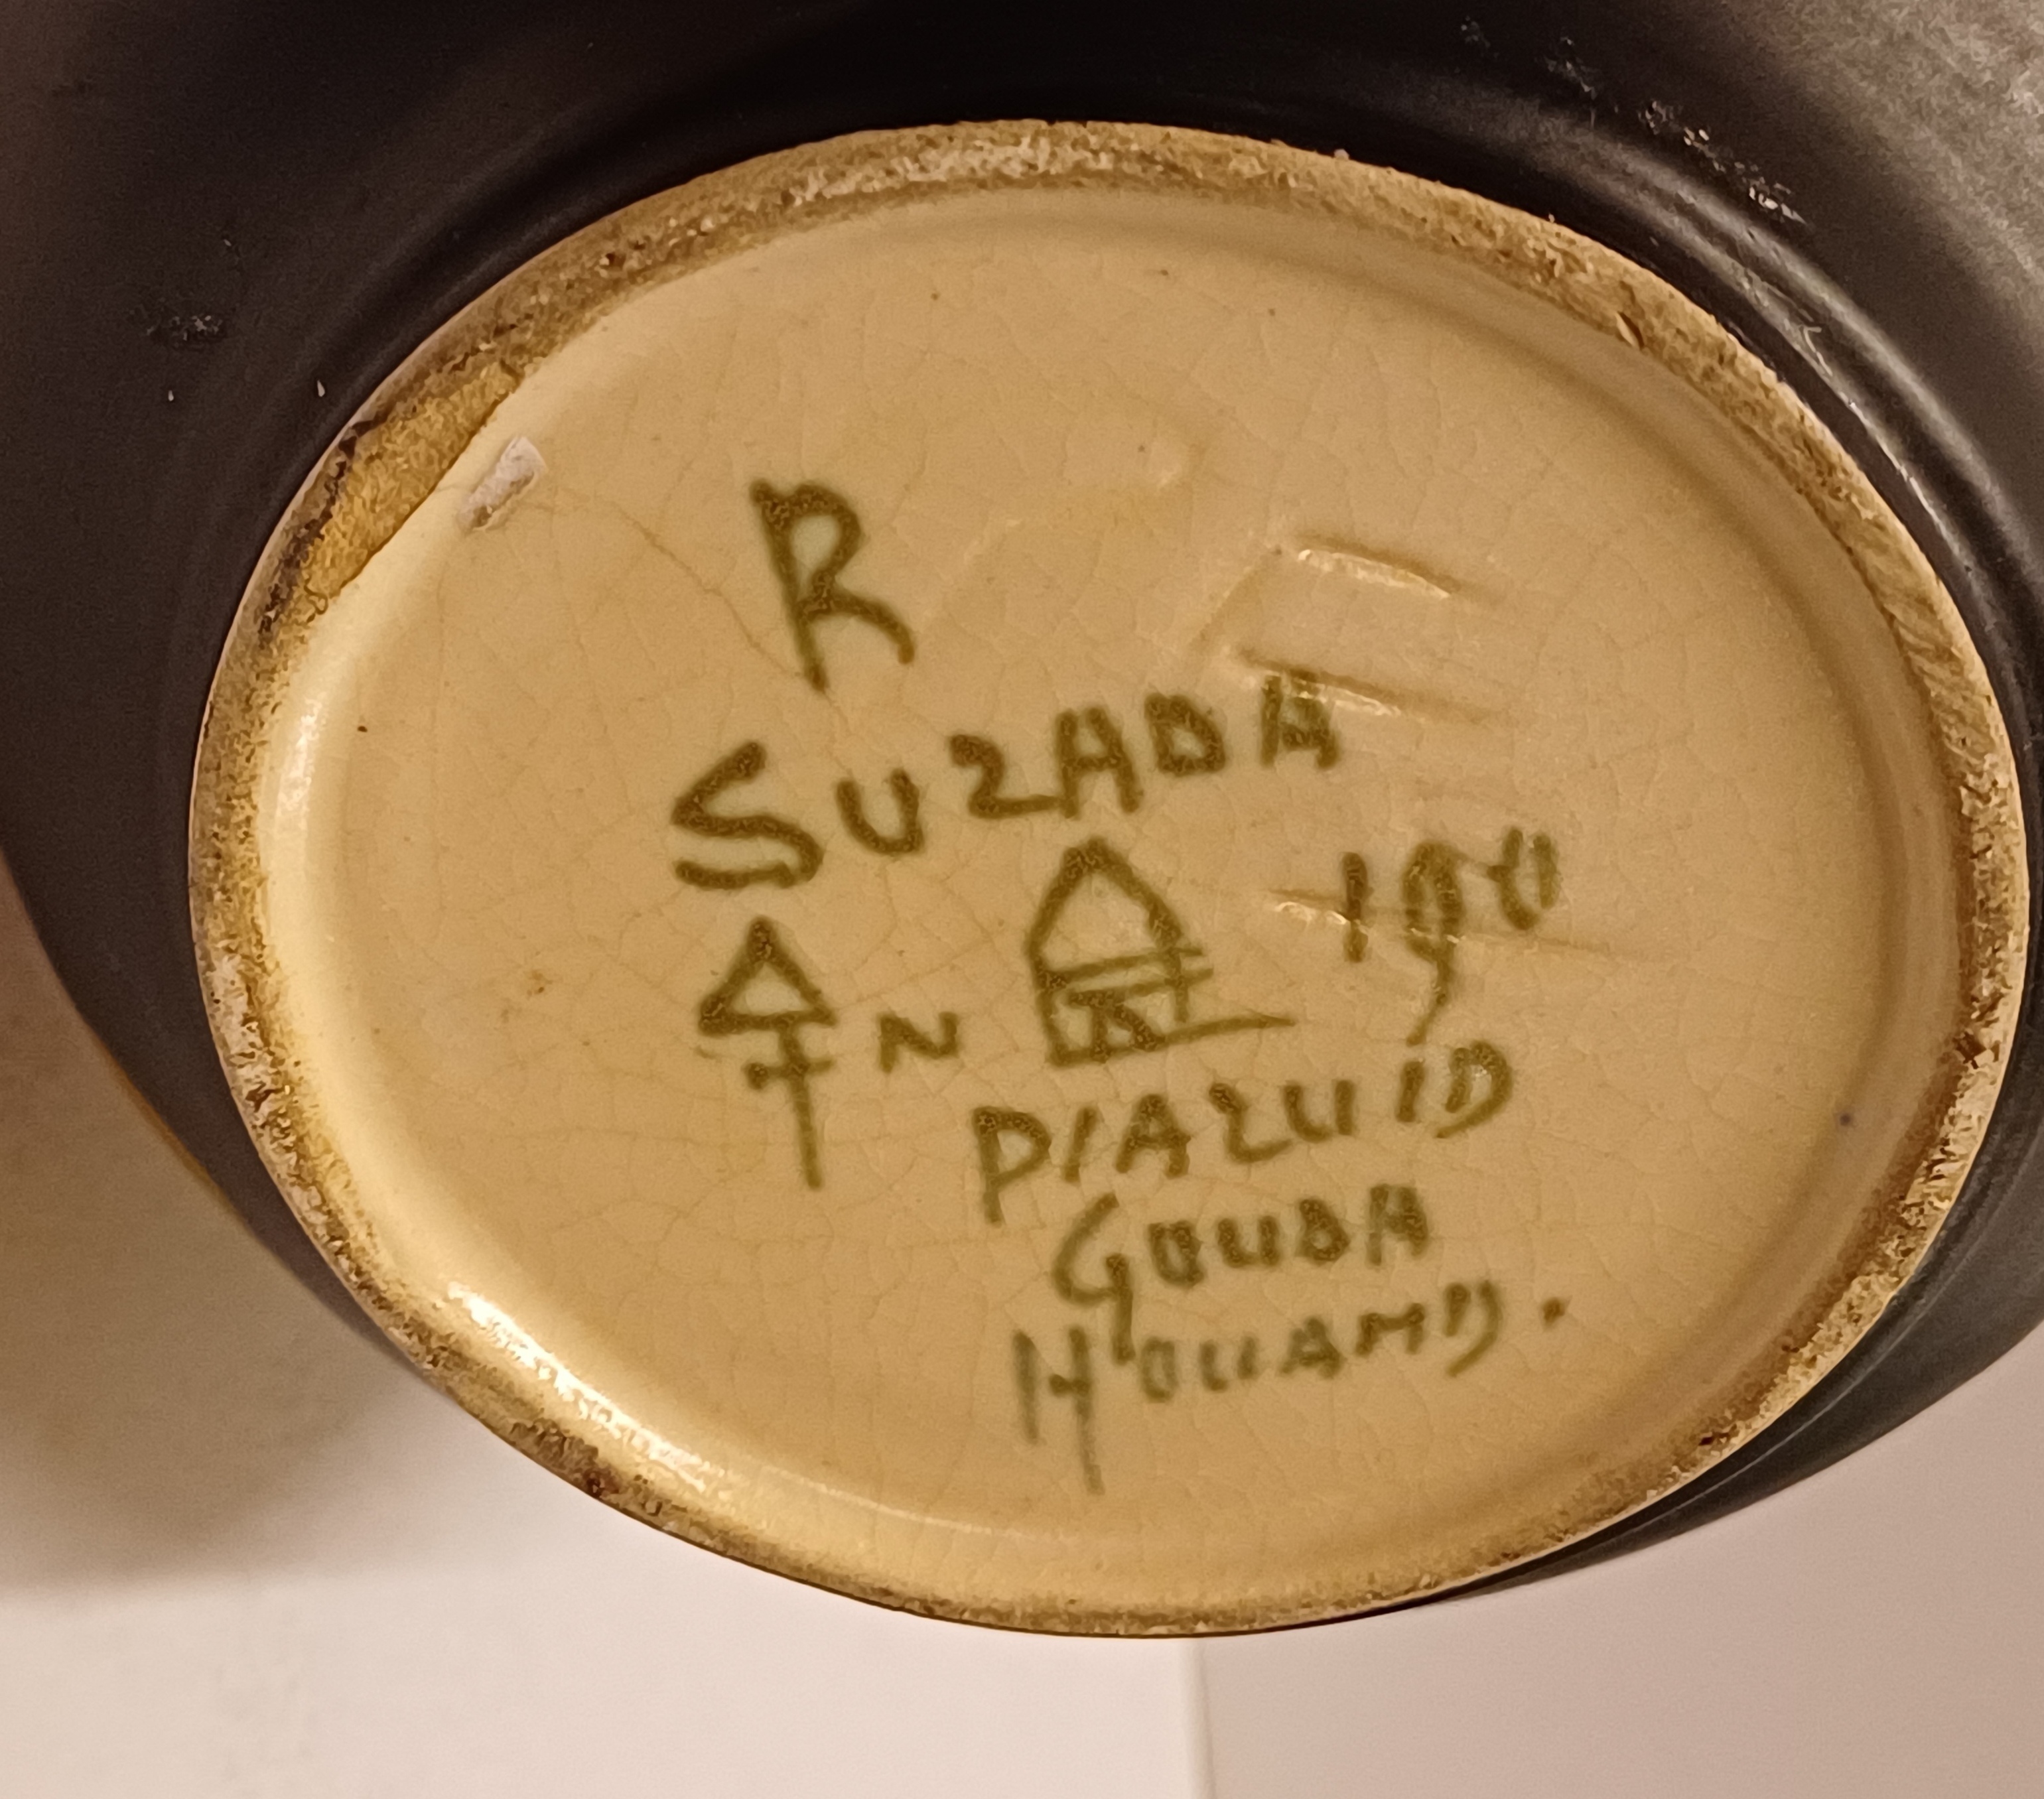 R
SUZADA
N 190
PLAZUID
GOUDA
HOLLAND.